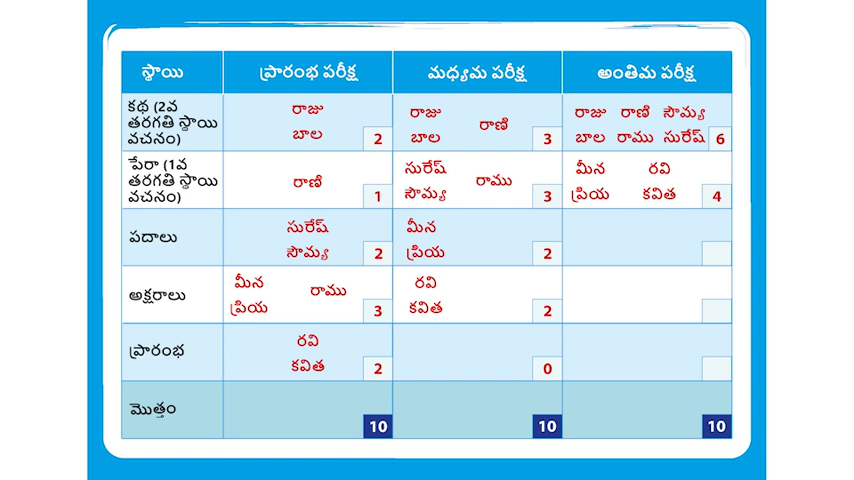 స్థాయి ప్రారంభ పరీక్ష మధ్యమ పరీక్ష అంతిమ పరీక్ష
కథ (2వ తరగతి స్థాయి వచనం) రాజు బాల 2 రాజు బాల రాణి 3 రాజు రాణి సౌమ్య బాల రాము సురేష్ 6
పేరా (1వ తరగతి స్థాయి వచనం) రాణి 1 సురేష్ సౌమ్య రాము 3 మీన రవి ప్రియ కవిత 4
పదాలు సురేష్ సౌమ్య 2 మీన ప్రియ 2
అక్షరాలు మీన ప్రియ రాము 3 రవి కవిత 2
ప్రారంభ రవి కవిత 2 0
మొత్తం 10 10 10